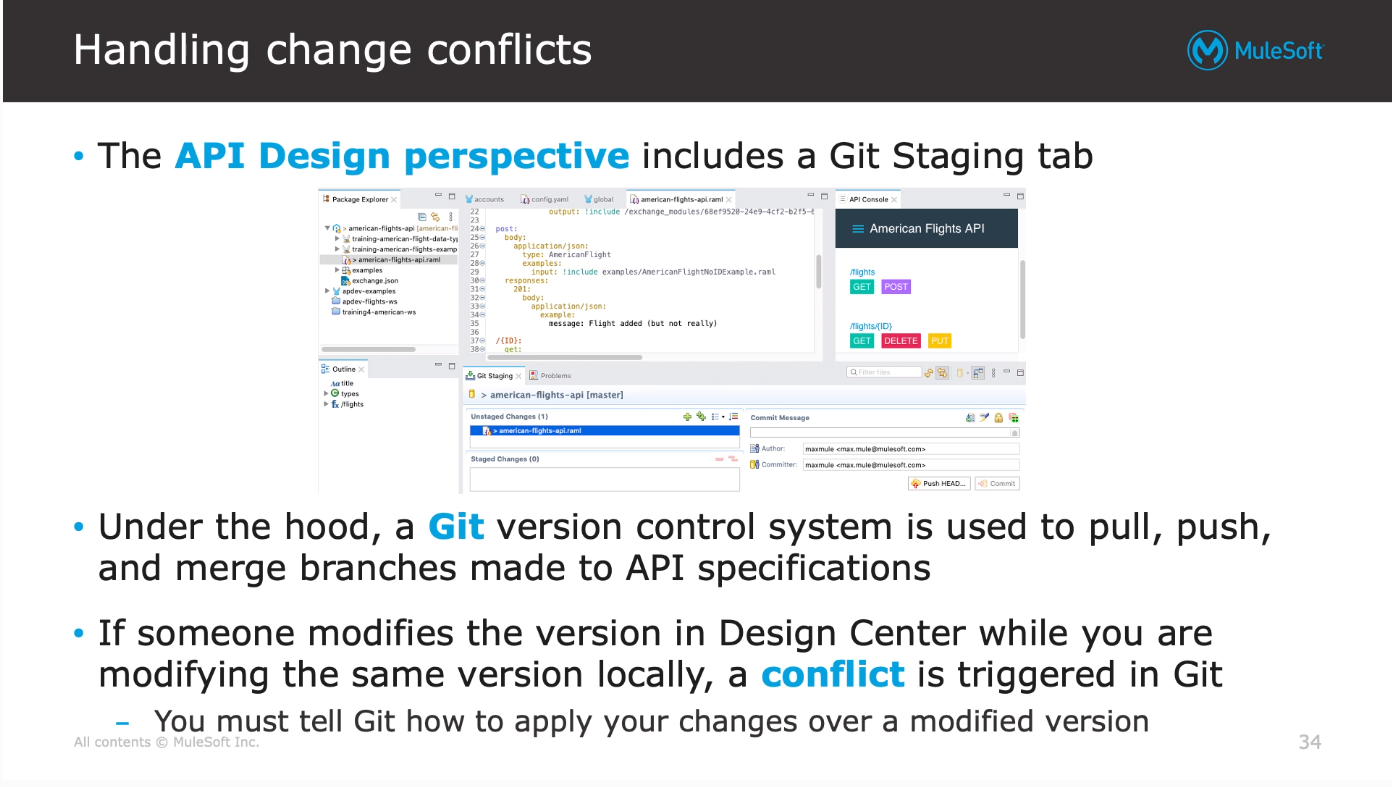 Handling change conflicts
MuleSoft
• The API Design perspective includes a Git Staging tab
Package Explorer
> american-flights-api [american-fli
training-american-flight-data-typ
training-american-flights-examp
> american-flights-api.raml
examples
exchange.json
apdev-examples
apdev-flights-ws
training4-american-ws
Outline
title
types
/flights
accounts
config.yaml
global
american-flights-api.raml
22 output: !include /exchange_modules/68ef9520-24e9-4cf2-b2f5-6
23
24 post:
25 body:
26 application/json:
27 type: AmericanFlight
28 examples:
29 input: !include examples/AmericanFlightNoIDExample.raml
30 responses:
31 201:
32 body:
33 application/json:
34 example:
35 message: Flight added (but not really)
36
37 /{ID}:
38 get:
API Console
American Flights API
/flights
GET POST
/flights/{ID}
GET DELETE PUT
Git Staging
Problems
Filter files
> american-flights-api [master]
Unstaged Changes (1)
> american-flights-api.raml
Staged Changes (0)
Commit Message
Author: maxmule <max.mule@mulesoft.com>
Committer: maxmule <max.mule@mulesoft.com>
Push HEAD... Commit
• Under the hood, a Git version control system is used to pull, push,
and merge branches made to API specifications
• If someone modifies the version in Design Center while you are
modifying the same version locally, a conflict is triggered in Git
– You must tell Git how to apply your changes over a modified version
All contents © MuleSoft Inc.
34